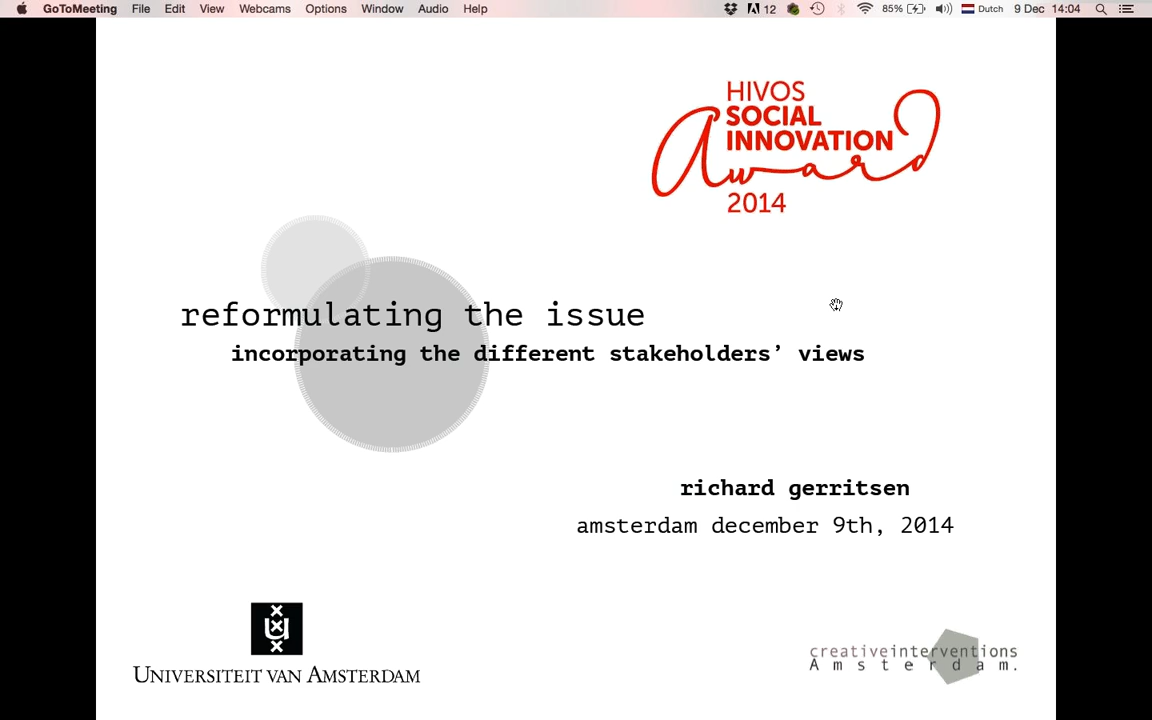 GoToMeeting File Edit View Webcams Options Window Audio Help 12 85% Dutch 9 Dec 14:04
HIVOS
SOCIAL
INNOVATION
Award
2014
reformulating the issue
incorporating the different stakeholders’ views
richard gerritsen
amsterdam december 9th, 2014
UNIVERSITEIT VAN AMSTERDAM
creativeinterventions
Amsterdam.